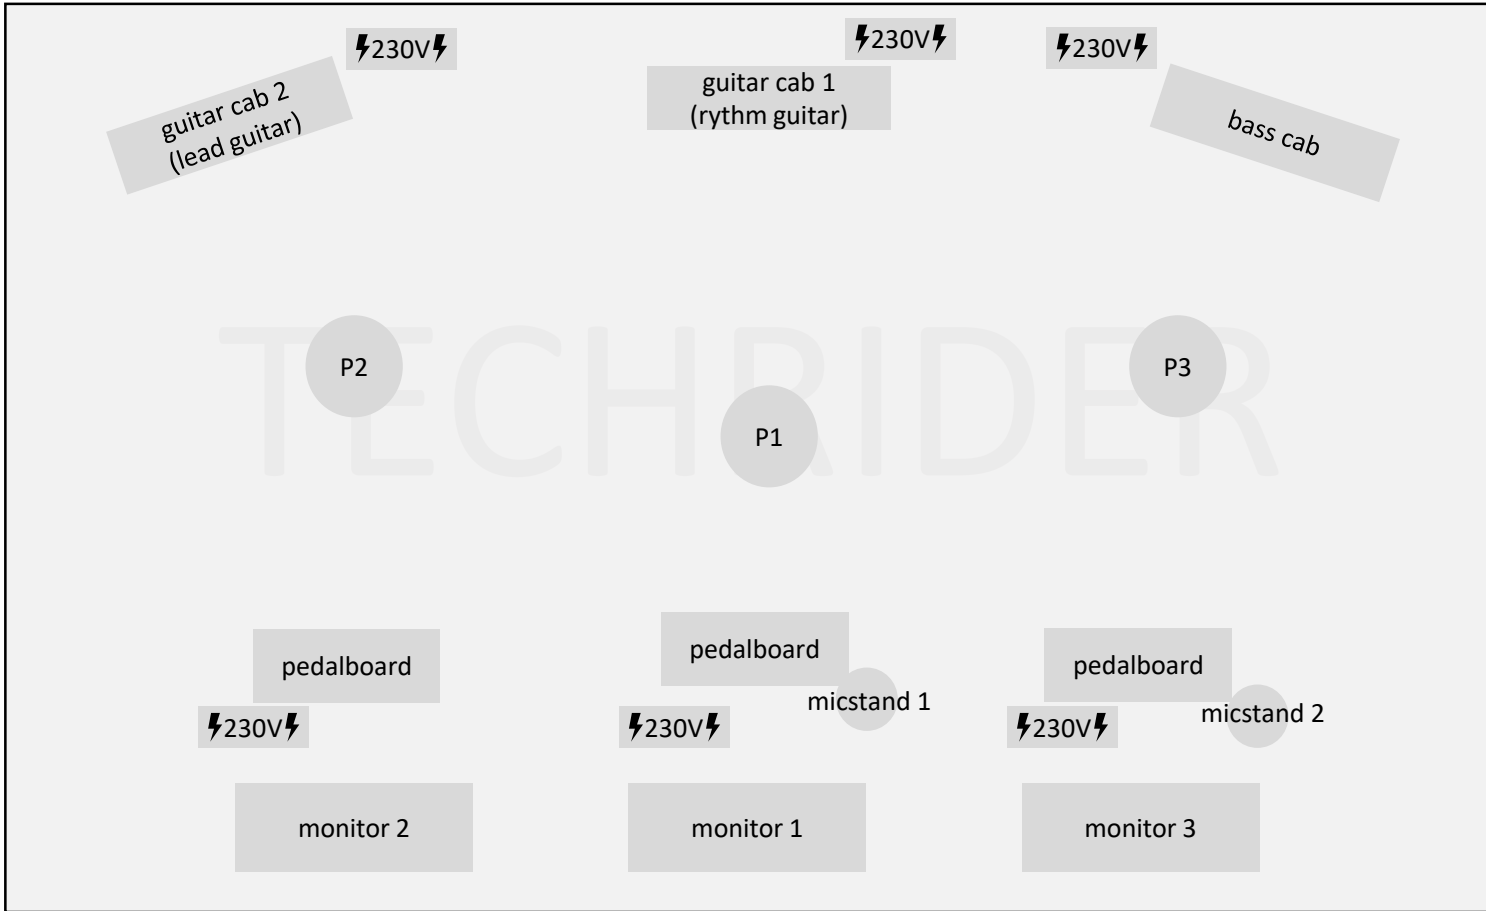 ⚡230V⚡
⚡230V⚡
⚡230V⚡
guitar cab 2
(lead guitar)
guitar cab 1
(rythm guitar)
bass cab
TECHRIDER
P2
P1
P3
pedalboard
pedalboard
pedalboard
micstand 1
micstand 2
⚡230V⚡
⚡230V⚡
⚡230V⚡
monitor 2
monitor 1
monitor 3